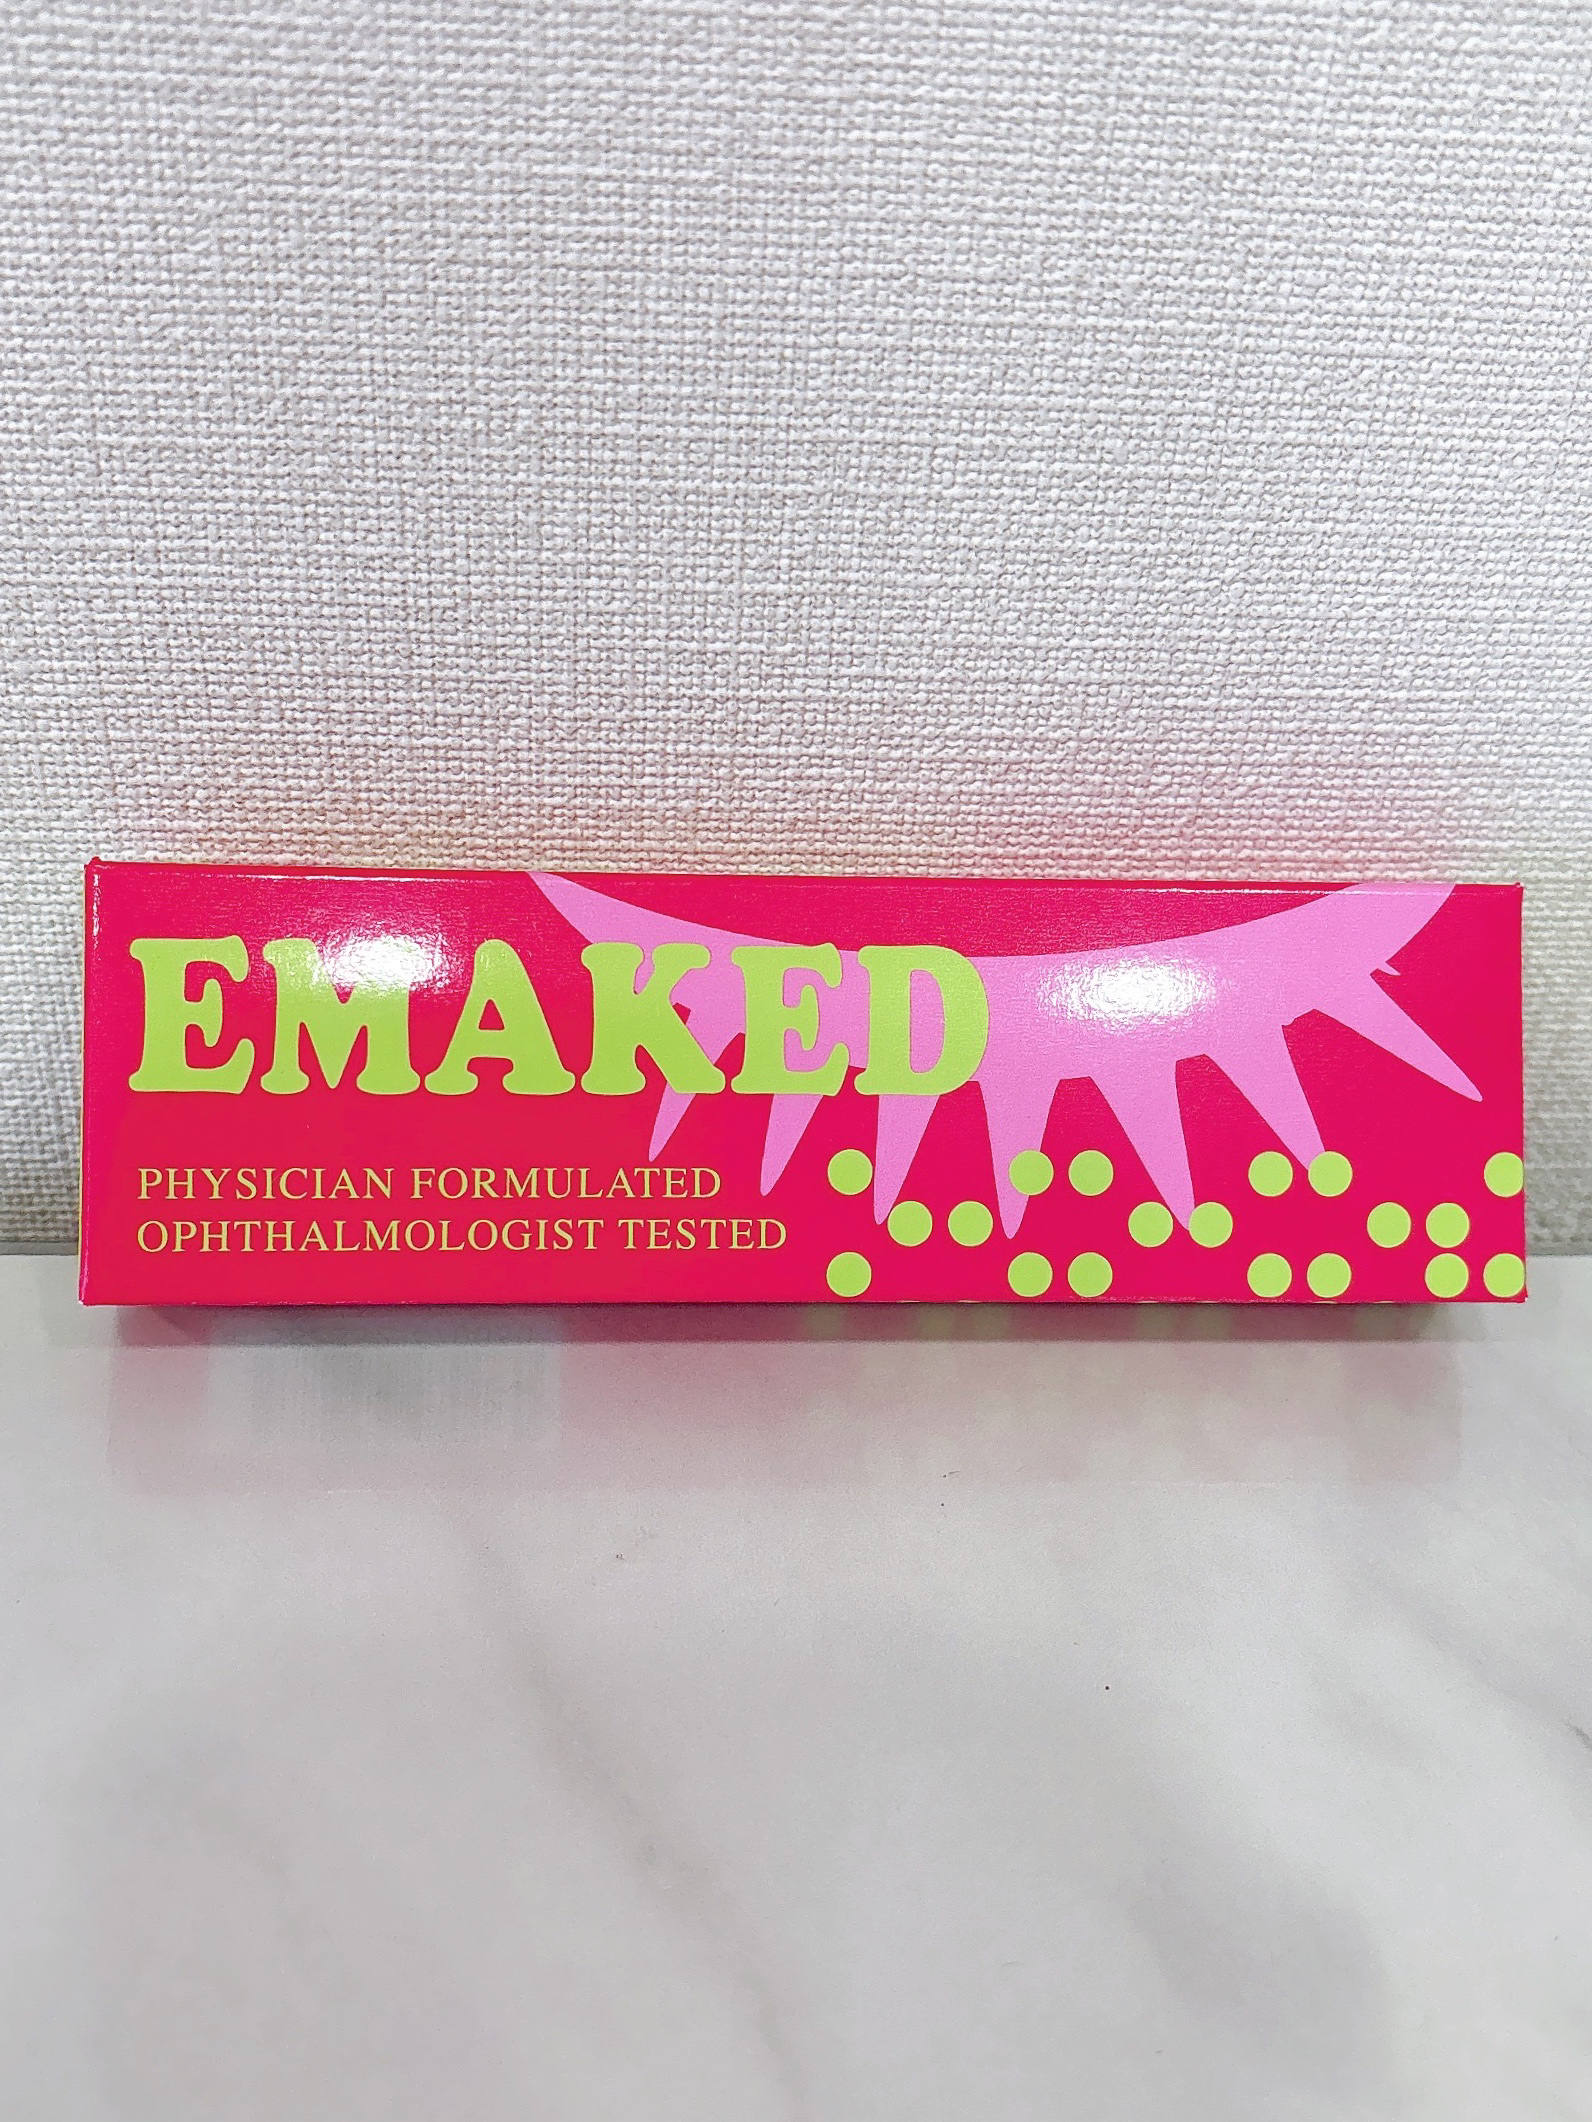 EMAKED
PHYSICIAN FORMULATED
OPHTHALMOLOGIST TESTED